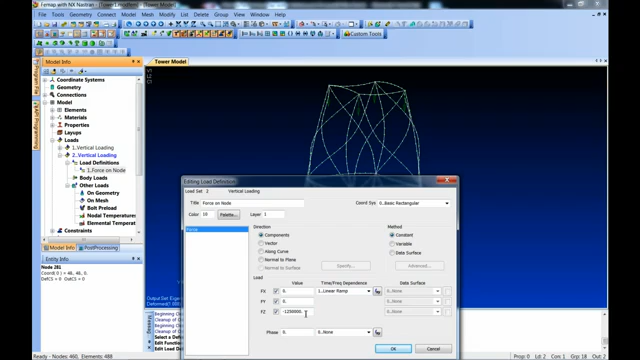 Femap with NX Nastran
[Tower Model]
File Tools Geometry Connect Model Mesh Modify List Delete Group View Window Help
Custom Tools
Model Info
Tower Model
Coordinate Systems
Geometry
Connections
Model
Elements
Materials
Properties
Layups
Loads
1..Vertical Loading
2..Vertical Loading
Load Definitions
1..Force on Node
Body Loads
Other Loads
On Geometry
On Mesh
Bolt Preload
Nodal Temperatures
Elemental Temper
Constraints
Model Info PostProcessing
Entity Info
Editing Load Definition
Load Set 2 Vertical Loading
Title Force on Node
Coord Sys 0..Basic Rectangular
Color 10 Palette... Layer 1
Force
Direction
Method
Components
Constant
Vector
Variable
Along Curve
Data Surface
Normal to Plane
Normal to Surface
Specify...
Advanced...
Load
Value Time/Freq Dependence Data Surface
FX 0. 1..Linear Ramp 0..None
FY 0. 0..None
FZ -1250000. 0..None
Phase 0. 0..None
OK Cancel
Messages
Ready
Nodes: 460, Elements: 488